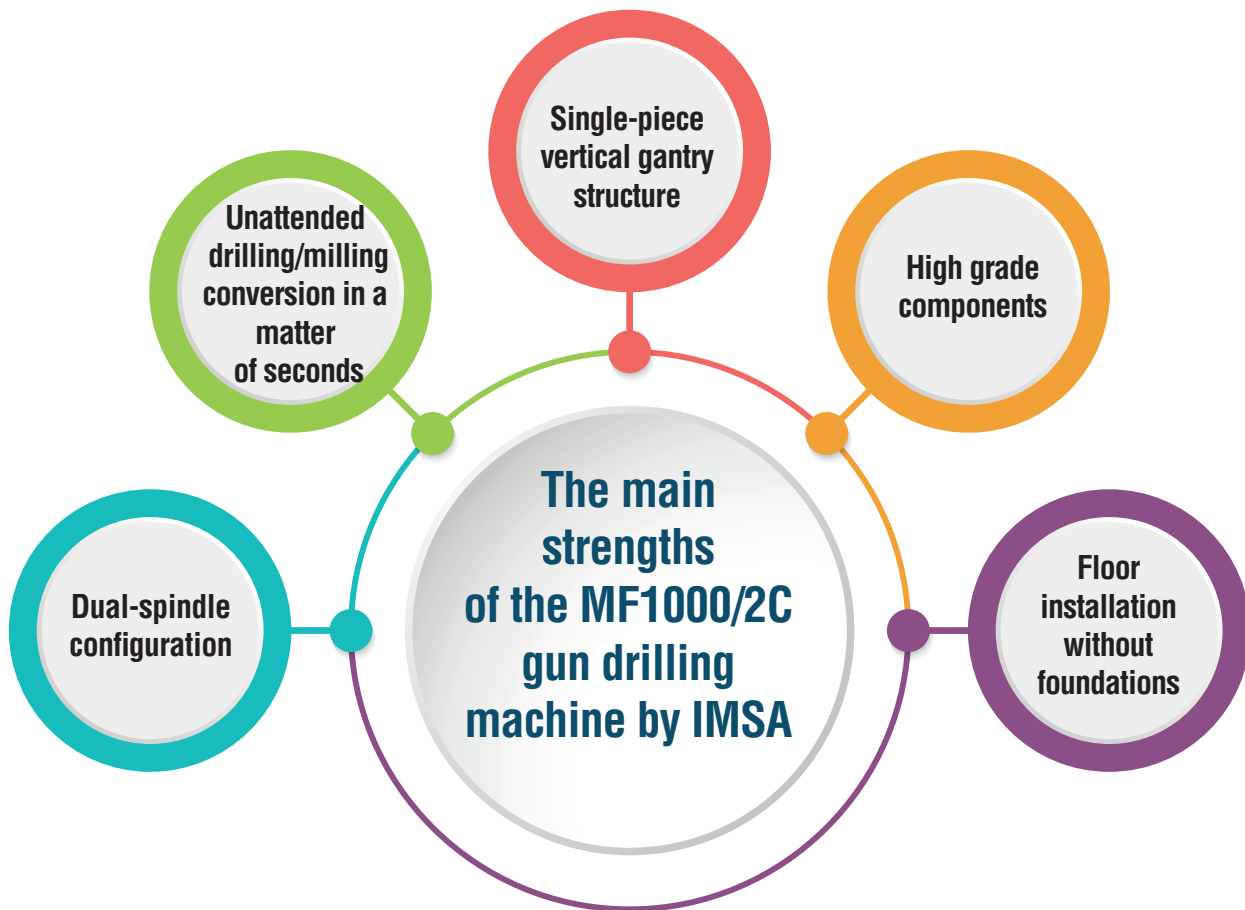 Single-piece
vertical gantry
structure
Unattended
drilling/milling
conversion in a
matter
of seconds
High grade
components
Dual-spindle
configuration
The main
strengths
of the MF1000/2C
gun drilling
machine by IMSA
Floor
installation
without
foundations